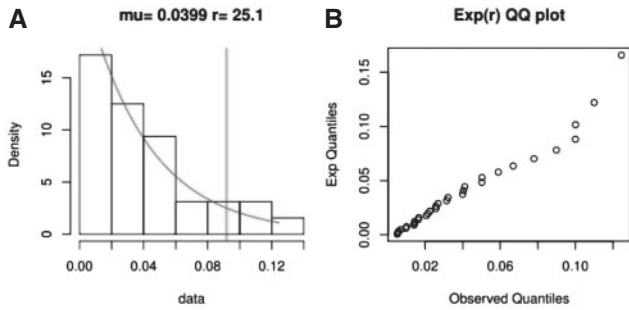 A
mu= 0.0399 r= 25.1
Density
0
5
10
15
0.00
0.04
0.08
0.12
data
B
Exp(r) QQ plot
Exp Quantiles
0.00
0.05
0.10
0.15
0.02
0.06
0.10
Observed Quantiles